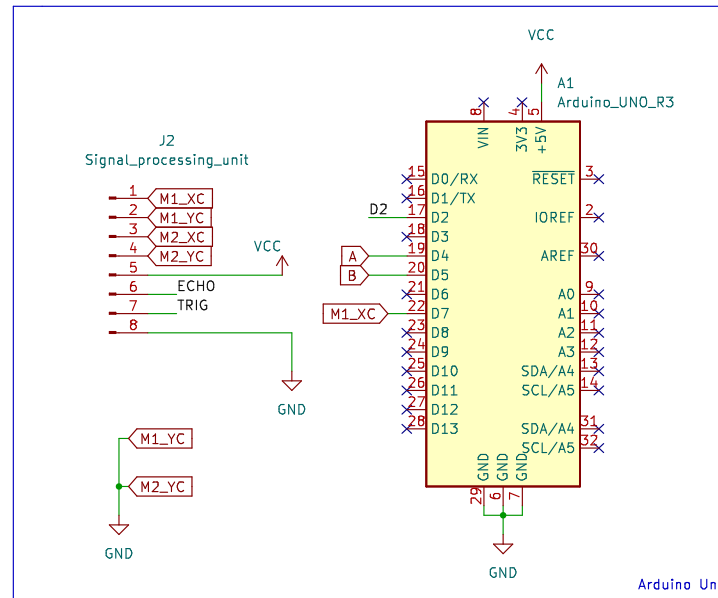 J2
Signal_processing_unit
1 M1_XC
2 M1_YC
3 M2_XC
4 M2_YC
5 VCC
6 ECHO
7 TRIG
8
GND
M1_YC
M2_YC
GND
VCC
A1
Arduino_UNO_R3
8 VIN
4 3V3
5 +5V
15 D0/RX
16 D1/TX
D2 17 D2
18 D3
A 19 D4
B 20 D5
21 D6
M1_XC 22 D7
23 D8
24 D9
25 D10
26 D11
27 D12
28 D13
RESET 3
IOREF 2
AREF 30
A0 9
A1 10
A2 11
A3 12
SDA/A4 13
SCL/A5 14
SDA/A4 31
SCL/A5 32
GND 29
GND 6
GND 7
GND
Arduino Un